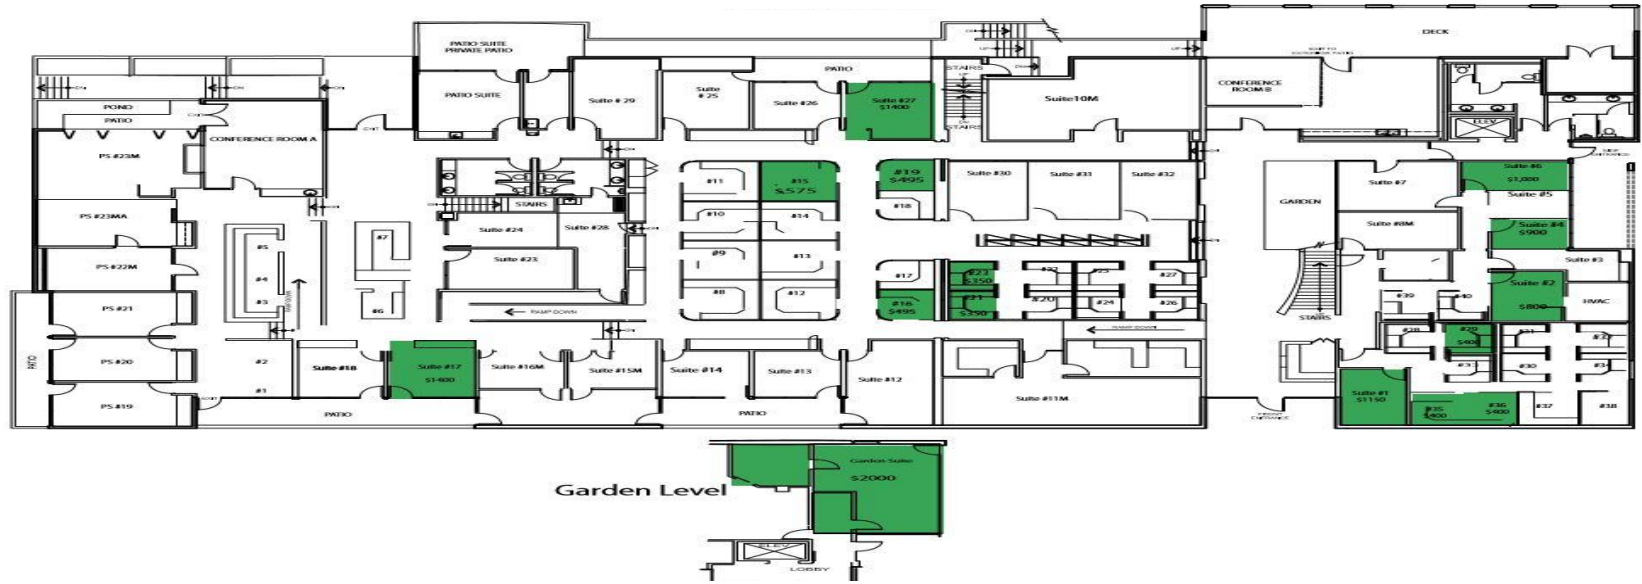 DECK
PATIO SUITE
PRIVATE PATIO
STAIRS
UP
DN
STAIRS
PATIO
PATIO SUITE
Suite # 29
Suite
# 25
Suite #26
Suite #27
$1400
Suite10M
CONFERENCE
ROOM B
ELEV
POND
PATIO
CONFERENCE ROOM A
PS #23M
PS #23MA
PS #22M
PS #21
PS #20
PS #19
PATIO
#5
#4
#3
#2
#1
#7
#6
STAIRS
Suite #24
Suite #28
Suite #23
RAMP DOWN
#11
#15
$575
#10
#14
#9
#13
#8
#12
#19
$495
#18
#17
#16
$495
Suite #30
Suite #31
Suite #32
#23
$350
#21
$350
#22
#20
#25
#24
#27
#26
RAMP DOWN
GARDEN
STAIRS
Suite #7
Suite #8M
Suite #6
$1,000
Suite #5
Suite #4
$900
Suite #3
Suite #2
$800
HVAC
#39
#40
#28
#29
$400
#31
#33
#30
#34
Suite #1
$1150
#35
$400
#36
$400
#37
#38
Suite #18
Suite #17
$1400
Suite #16M
Suite #15M
Suite #14
Suite #13
Suite #12
Suite #11M
PATIO
PATIO
FRONT
ENTRANCE
Garden Level
Garden Suite
$2000
ELEV
LOBBY